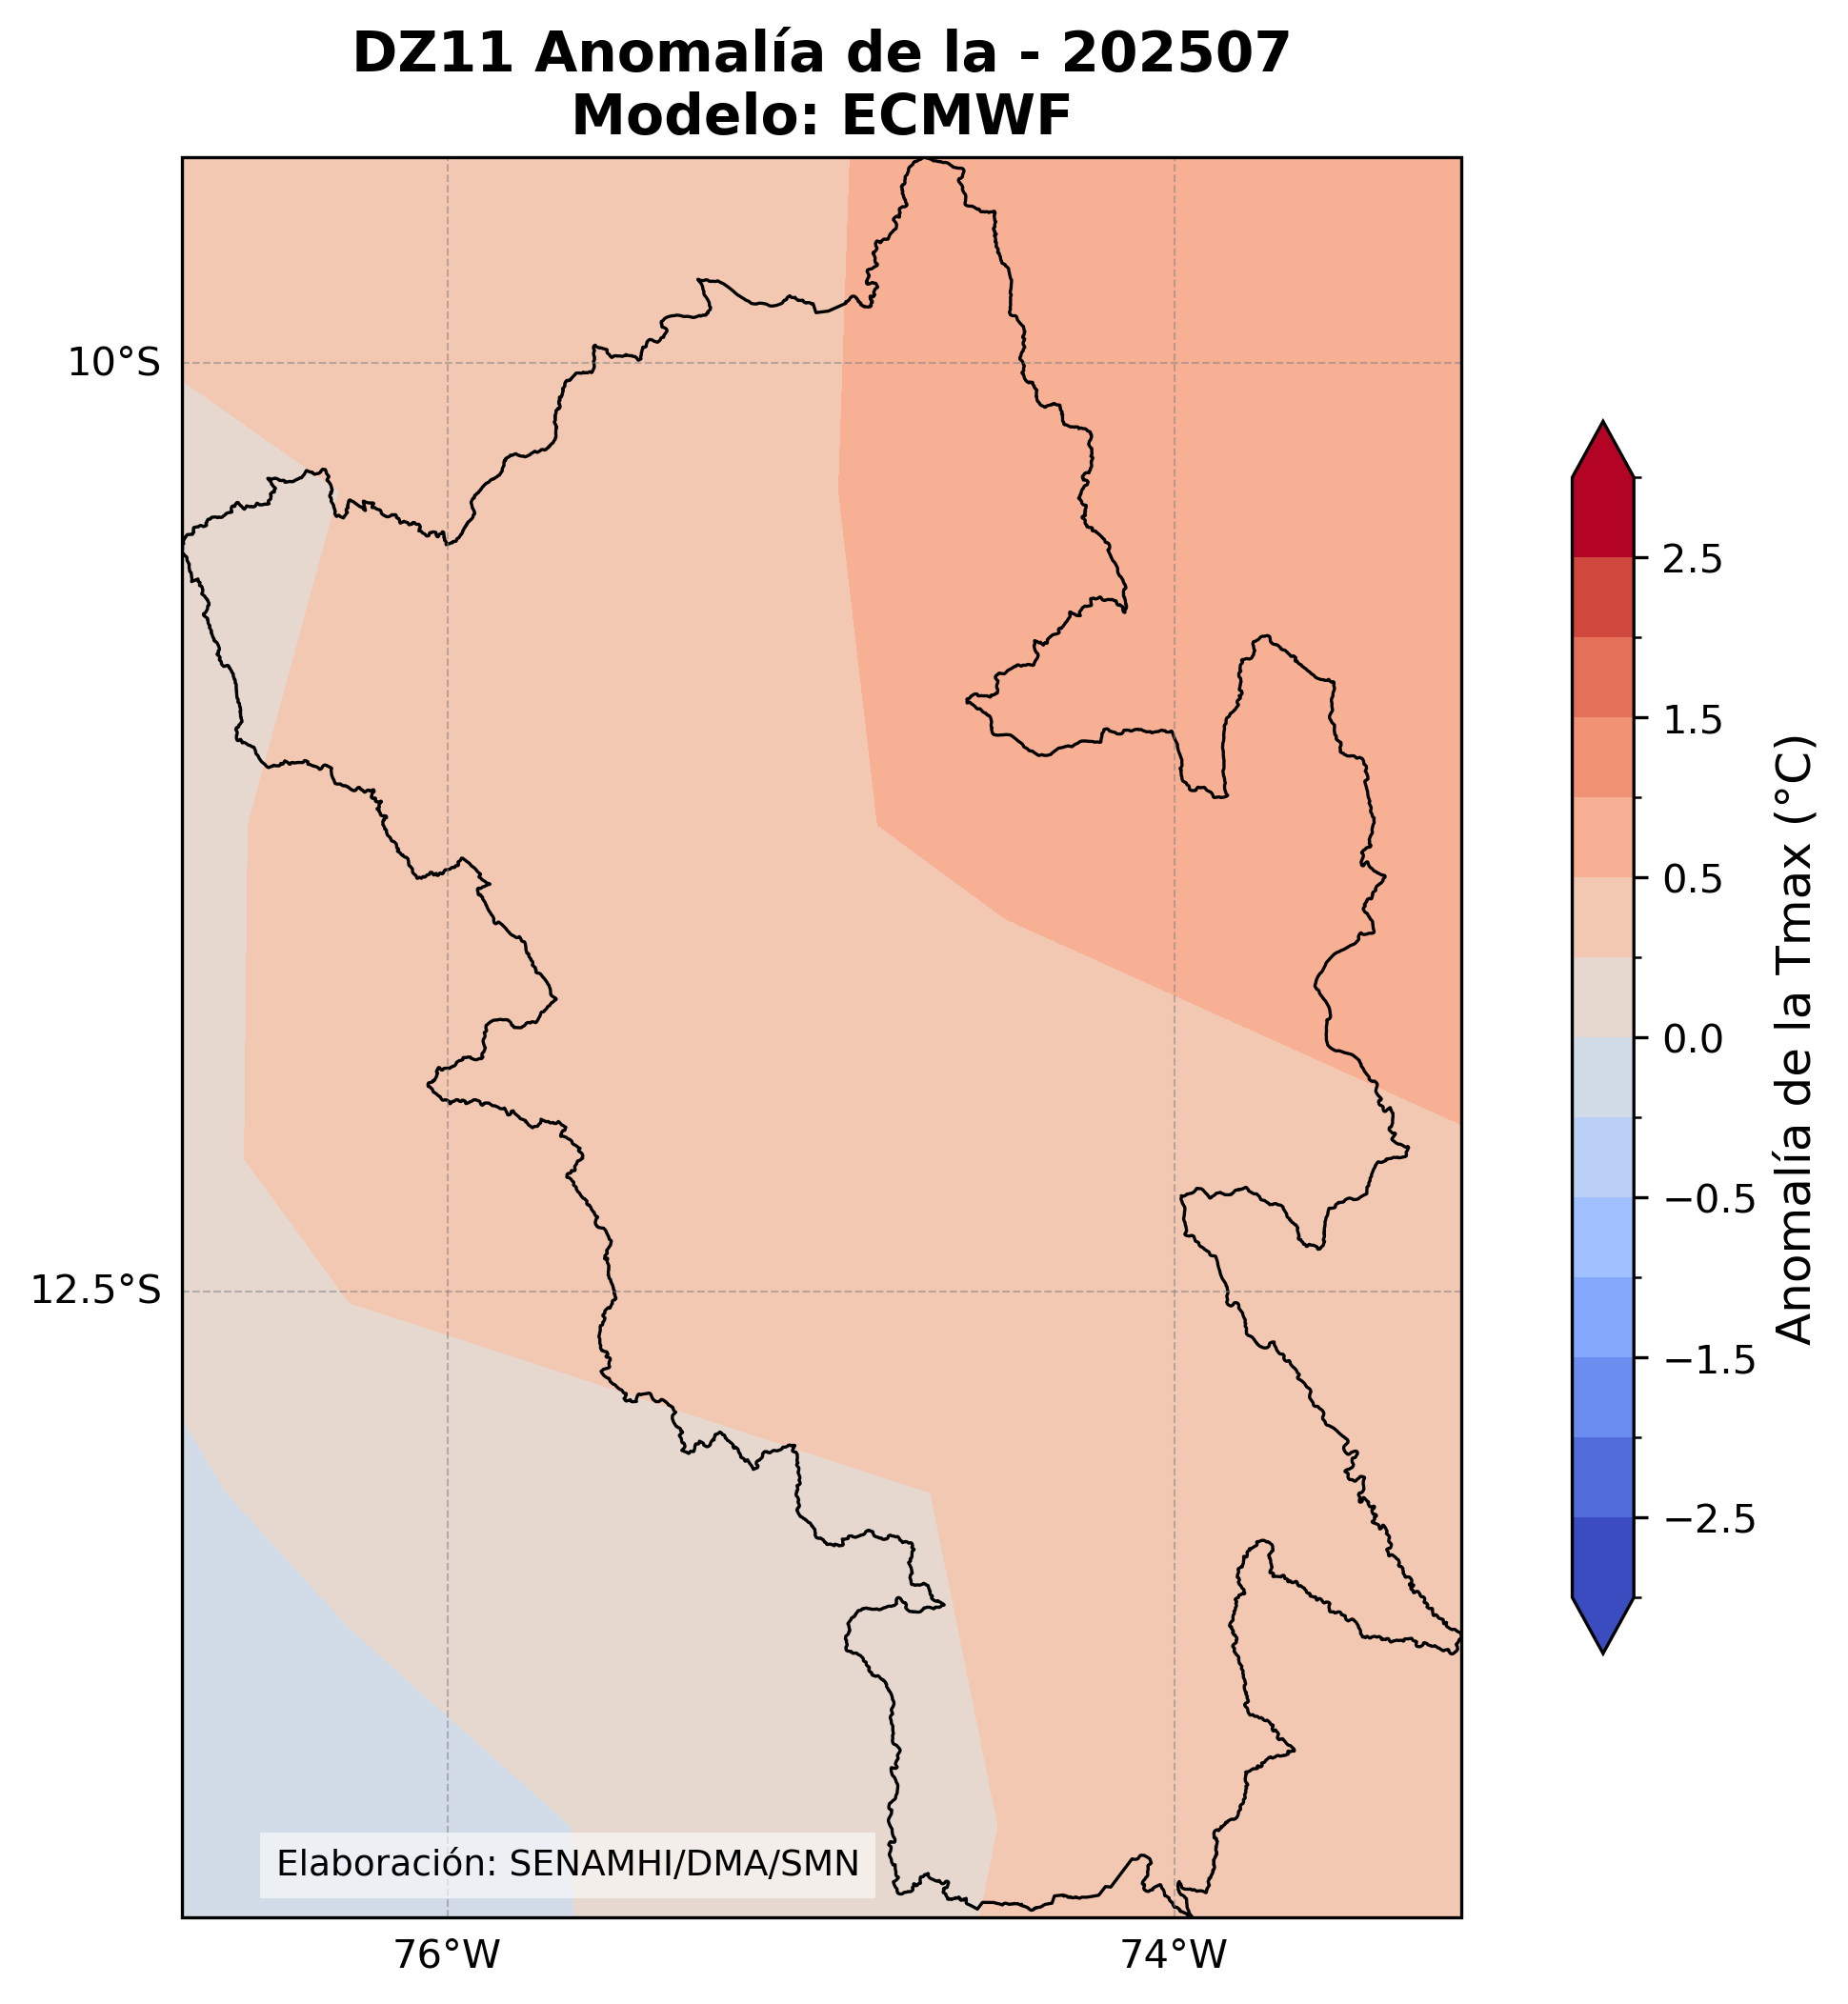 DZ11 Anomalía de la - 202507
Modelo: ECMWF
10°S
12.5°S
76°W
74°W
2.5
1.5
0.5
0.0
−0.5
−1.5
−2.5
Anomalía de la Tmax (°C)
Elaboración: SENAMHI/DMA/SMN